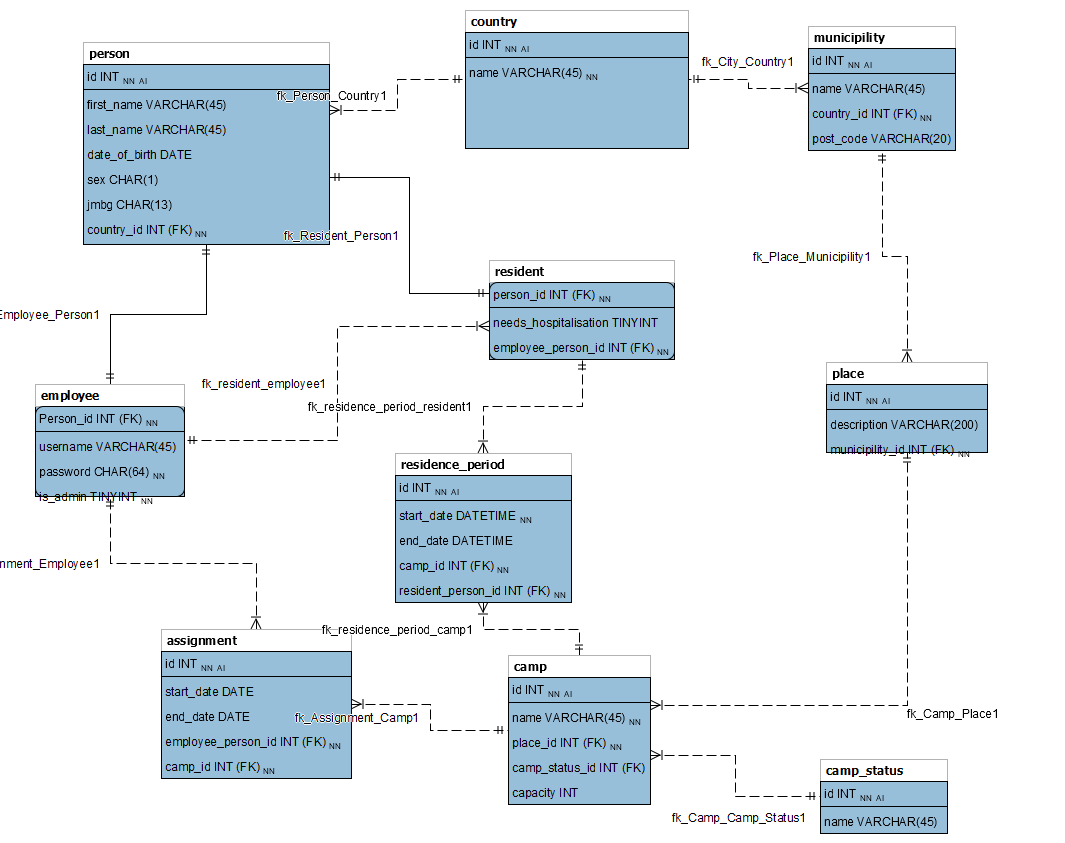 country
id INT NN AI
name VARCHAR(45) NN
municipility
id INT NN AI
name VARCHAR(45)
country_id INT (FK) NN
post_code VARCHAR(20)
person
id INT NN AI
first_name VARCHAR(45)
last_name VARCHAR(45)
date_of_birth DATE
sex CHAR(1)
jmbg CHAR(13)
country_id INT (FK) NN
fk_City_Country1
fk_Person_Country1
fk_Resident_Person1
fk_Place_Municipility1
resident
person_id INT (FK) NN
needs_hospitalisation TINYINT
employee_person_id INT (FK) NN
Employee_Person1
fk_resident_employee1
fk_residence_period_resident1
employee
Person_id INT (FK) NN
username VARCHAR(45)
password CHAR(64) NN
is_admin TINYINT NN
place
id INT NN AI
description VARCHAR(200)
municipility_id INT (FK) NN
residence_period
id INT NN AI
start_date DATETIME NN
end_date DATETIME
camp_id INT (FK) NN
resident_person_id INT (FK) NN
nment_Employee1
fk_residence_period_camp1
assignment
id INT NN AI
start_date DATE
end_date DATE
employee_person_id INT (FK) NN
camp_id INT (FK) NN
fk_Assignment_Camp1
camp
id INT NN AI
name VARCHAR(45) NN
place_id INT (FK) NN
camp_status_id INT (FK)
capacity INT
fk_Camp_Place1
fk_Camp_Camp_Status1
camp_status
id INT NN AI
name VARCHAR(45)